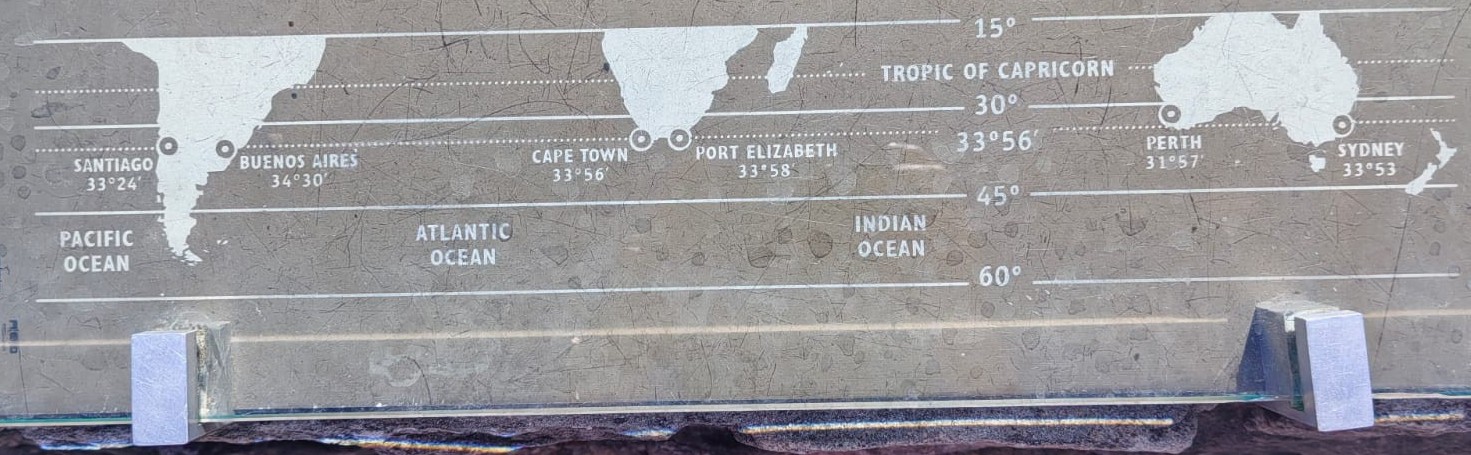 15°
TROPIC OF CAPRICORN
30°
33°56′
SANTIAGO
33°24′
BUENOS AIRES
34°30′
CAPE TOWN
33°56′
PORT ELIZABETH
33°58′
PERTH
31°57′
SYDNEY
33°53
45°
PACIFIC
OCEAN
ATLANTIC
OCEAN
INDIAN
OCEAN
60°